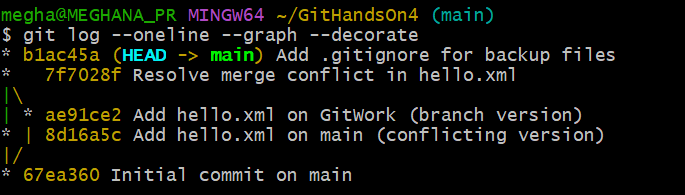 megha@MEGHANA_PR MINGW64 ~/GitHandsOn4 (main)
$ git log --oneline --graph --decorate
* b1ac45a (HEAD -> main) Add .gitignore for backup files
*   7f7028f Resolve merge conflict in hello.xml
|\
| * ae91ce2 Add hello.xml on GitWork (branch version)
* | 8d16a5c Add hello.xml on main (conflicting version)
|/
* 67ea360 Initial commit on main